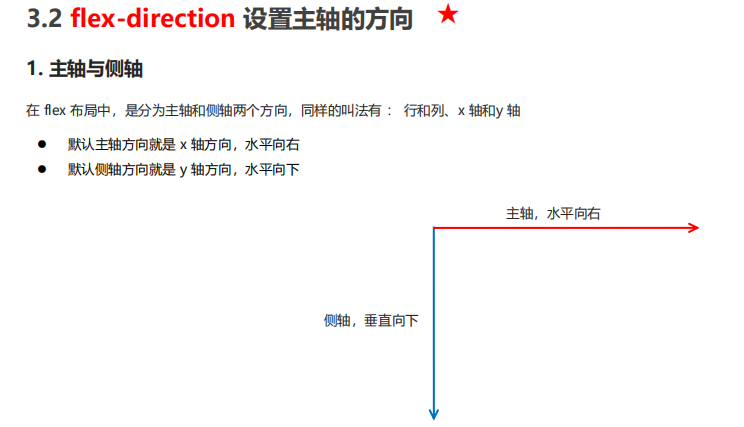 3.2 flex-direction 设置主轴的方向 ★
1. 主轴与侧轴
在 flex 布局中，是分为主轴和侧轴两个方向，同样的叫法有 ： 行和列、x 轴和y 轴
● 默认主轴方向就是 x 轴方向，水平向右
● 默认侧轴方向就是 y 轴方向，水平向下
主轴，水平向右
侧轴，垂直向下